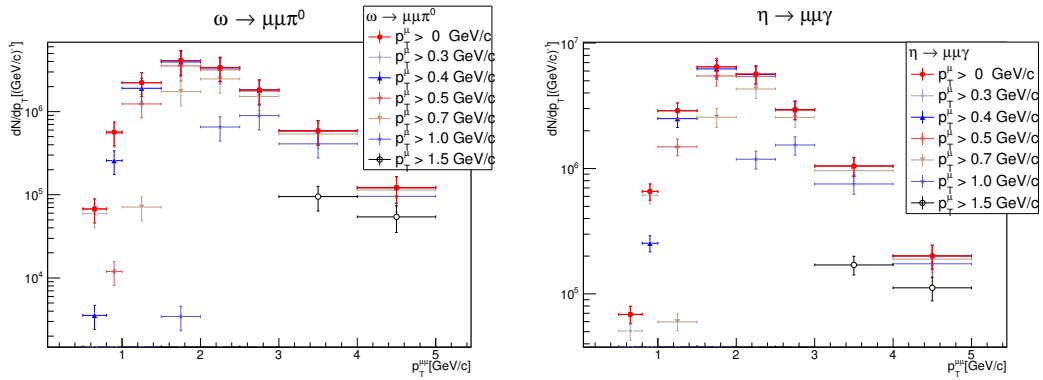 ω → μμπ⁰
ω → μμπ⁰
p_T^μ > 0 GeV/c
p_T^μ > 0.3 GeV/c
p_T^μ > 0.4 GeV/c
p_T^μ > 0.5 GeV/c
p_T^μ > 0.7 GeV/c
p_T^μ > 1.0 GeV/c
p_T^μ > 1.5 GeV/c
dN/dp_T[(GeV/c)⁻¹]
10⁶
10⁵
10⁴
1
2
3
4
5
p_T^μμ[GeV/c]
η → μμγ
η → μμγ
p_T^μ > 0 GeV/c
p_T^μ > 0.3 GeV/c
p_T^μ > 0.4 GeV/c
p_T^μ > 0.5 GeV/c
p_T^μ > 0.7 GeV/c
p_T^μ > 1.0 GeV/c
p_T^μ > 1.5 GeV/c
dN/dp_T[(GeV/c)⁻¹]
10⁷
10⁶
10⁵
1
2
3
4
5
p_T^μμ[GeV/c]